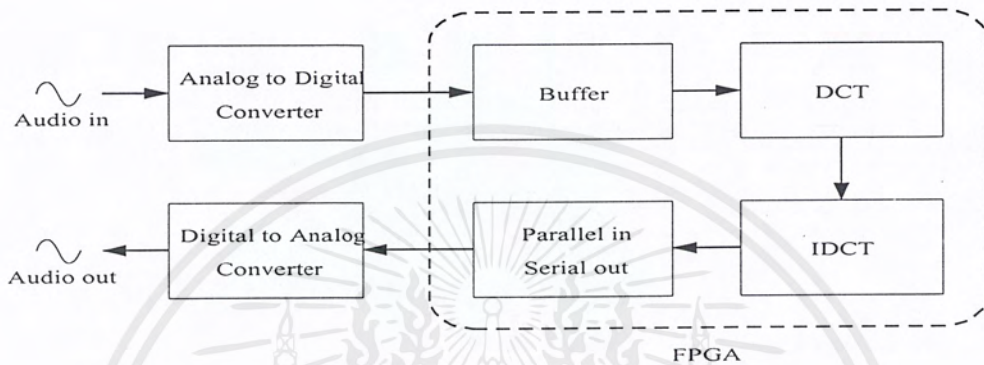 Audio in
Analog to Digital
Converter
Buffer
DCT
Audio out
Digital to Analog
Converter
Parallel in
Serial out
IDCT
FPGA